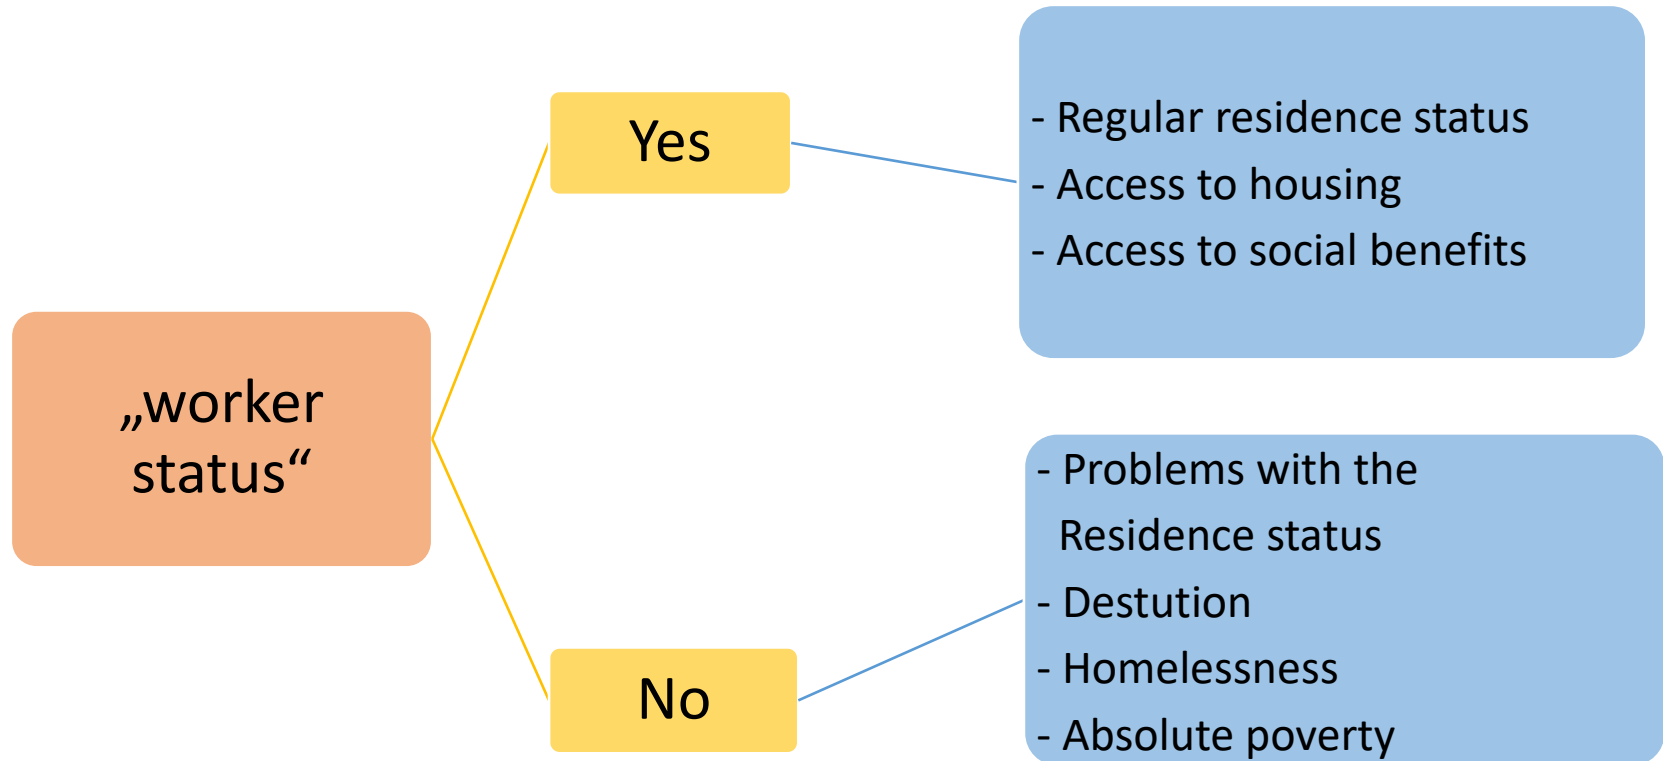 „worker
status“
Yes
- Regular residence status
- Access to housing
- Access to social benefits
No
- Problems with the
Residence status
- Destution
- Homelessness
- Absolute poverty